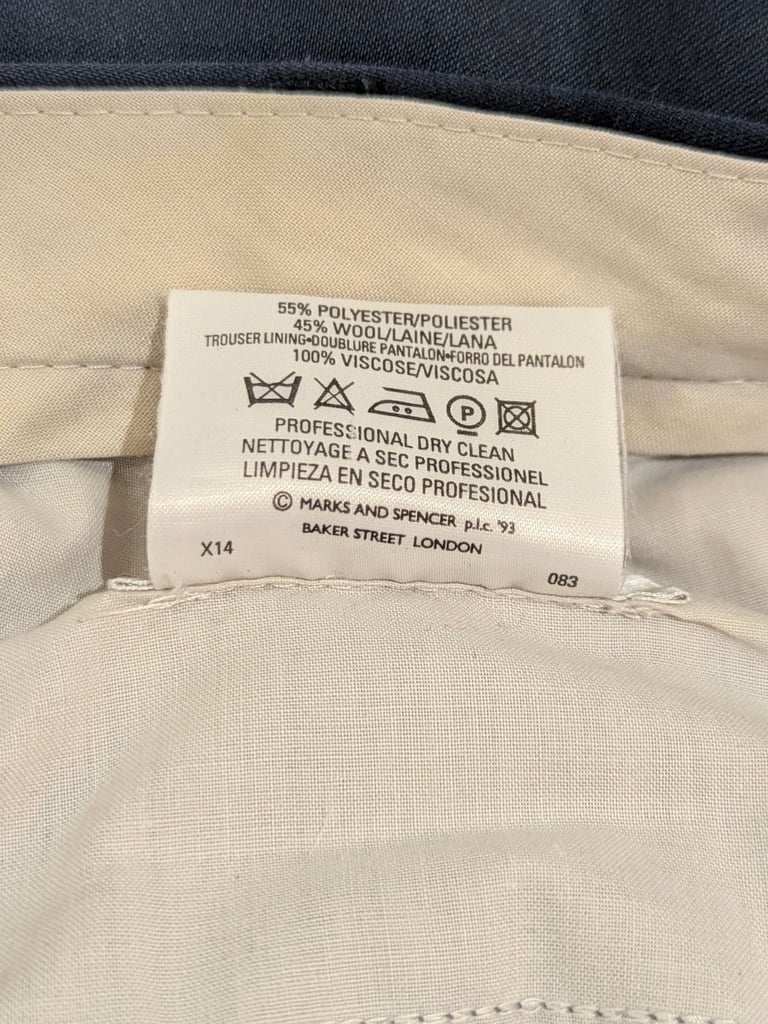 55% POLYESTER/POLIESTER
45% WOOL/LAINE/LANA
TROUSER LINING•DOUBLURE PANTALON•FORRO DEL PANTALON
100% VISCOSE/VISCOSA
P
PROFESSIONAL DRY CLEAN
NETTOYAGE A SEC PROFESSIONEL
LIMPIEZA EN SECO PROFESIONAL
© MARKS AND SPENCER p.l.c. '93
BAKER STREET LONDON
X14 083